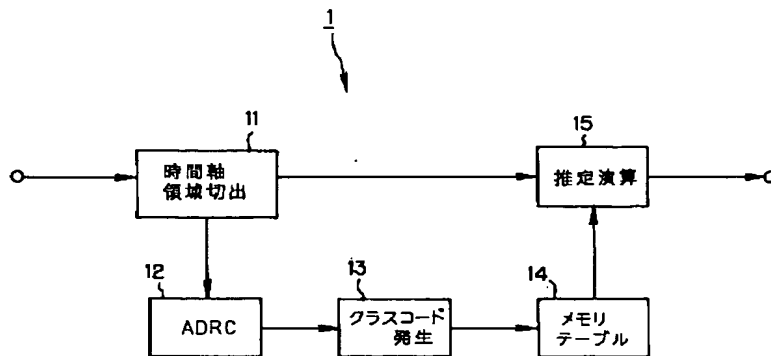 1
11
時間軸
領域切出
15
推定演算
12
ADRC
13
クラスコード
発生
14
メモリ
テーブル